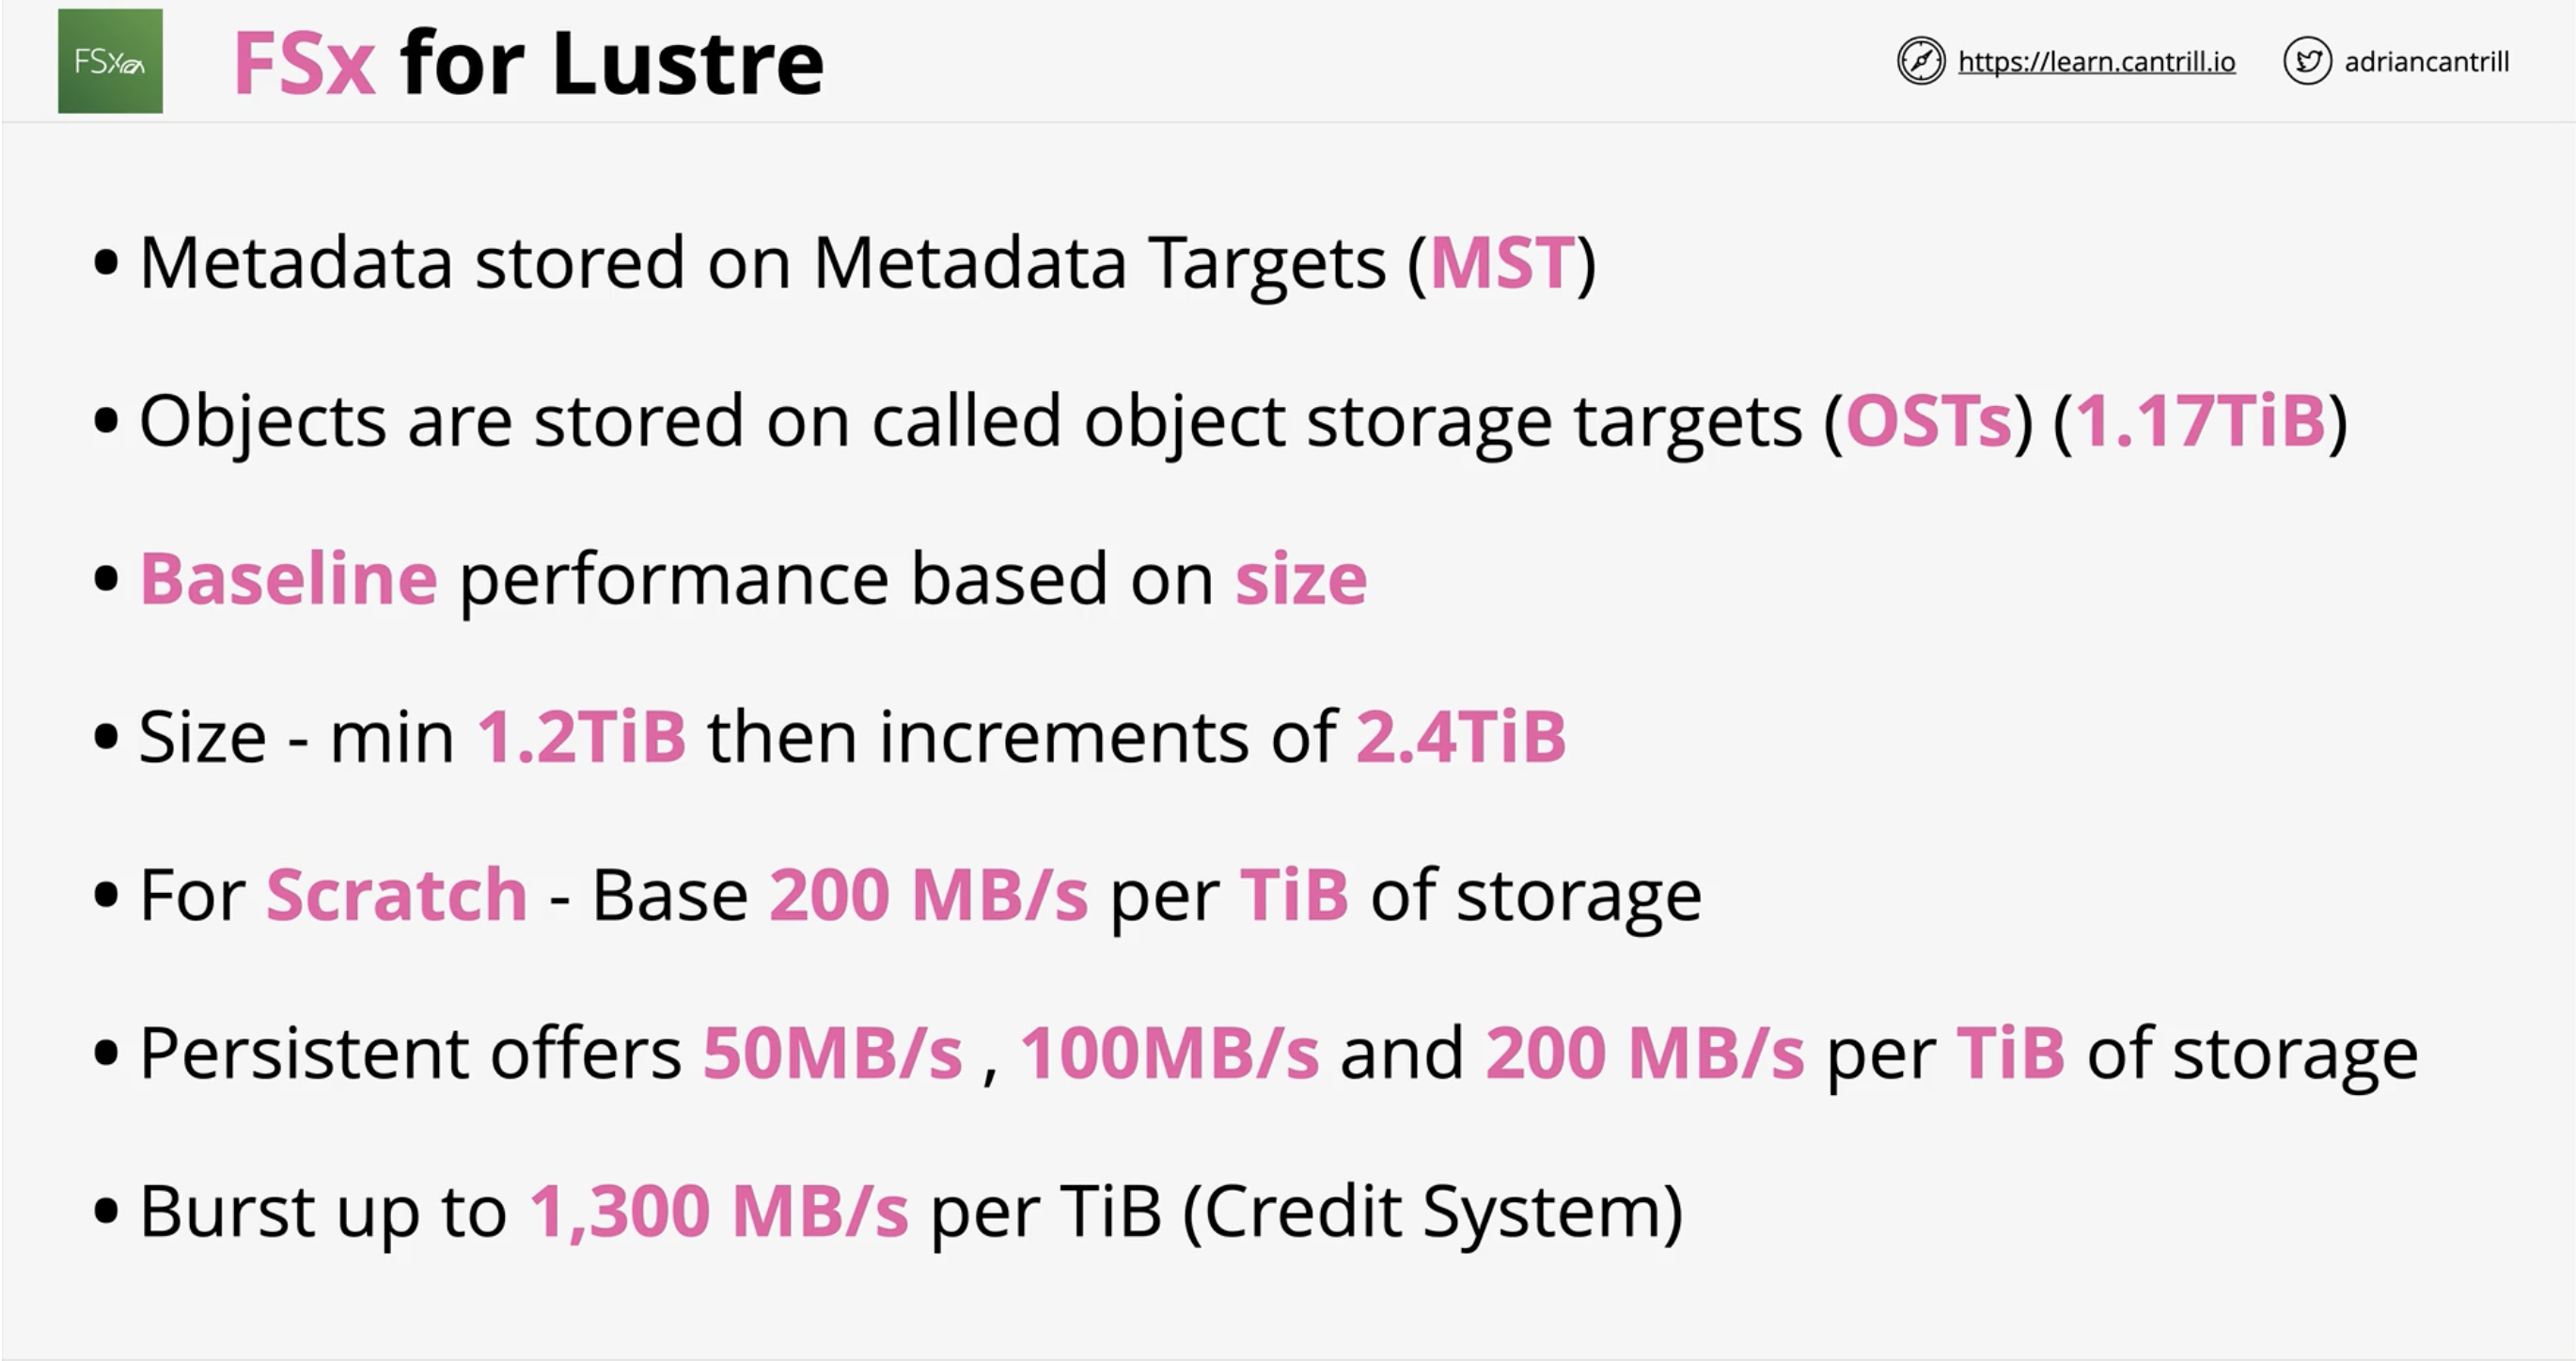 FSx
FSx for Lustre
https://learn.cantrill.io
adriancantrill
• Metadata stored on Metadata Targets (MST)
• Objects are stored on called object storage targets (OSTs) (1.17TiB)
• Baseline performance based on size
• Size - min 1.2TiB then increments of 2.4TiB
• For Scratch - Base 200 MB/s per TiB of storage
• Persistent offers 50MB/s , 100MB/s and 200 MB/s per TiB of storage
• Burst up to 1,300 MB/s per TiB (Credit System)